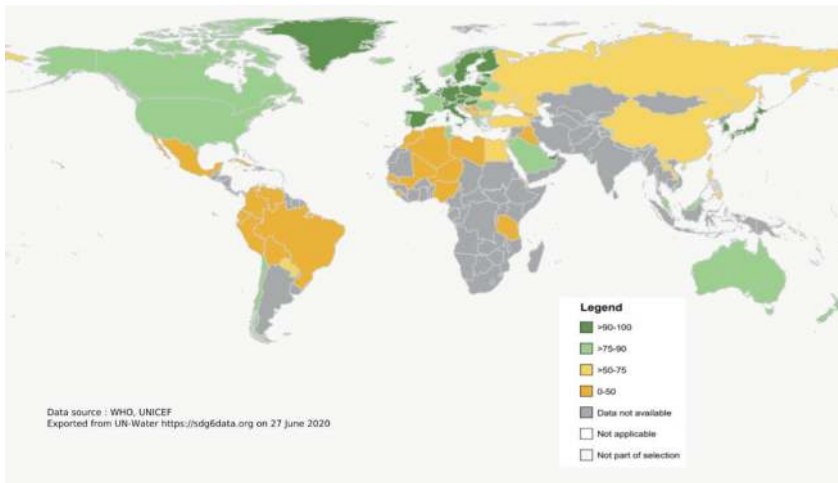 Legend
>90-100
>75-90
>50-75
0-50
Data not available
Not applicable
Not part of selection
Data source : WHO, UNICEF
Exported from UN-Water https://sdg6data.org on 27 June 2020